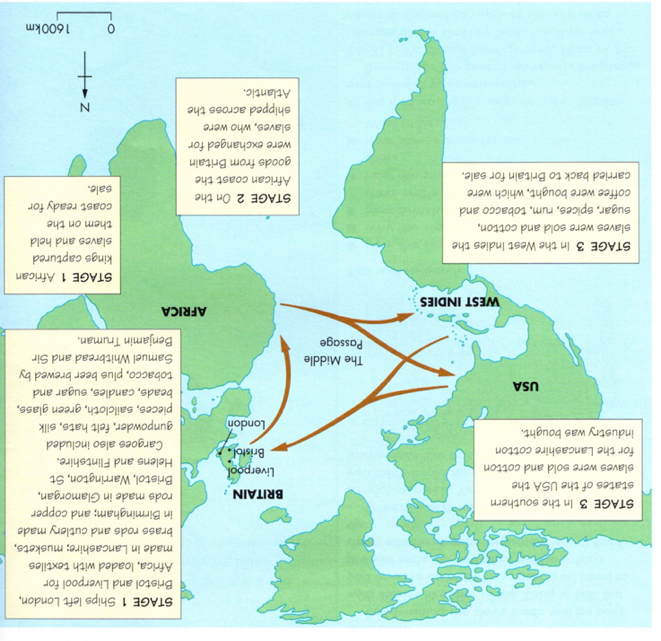 STAGE 1 Ships left London,
Bristol and Liverpool for
Africa, loaded with textiles
made in Lancashire; muskets,
brass rods and cutlery made
in Birmingham; and copper
rods made in Glamorgan,
Bristol, Warrington, St
Helens and Flintshire.
Cargoes also included
gunpowder, felt hats, silk
pieces, sailcloth, green glass,
beads, candles, sugar and
tobacco, plus beer brewed by
Samuel Whitbread and Sir
Benjamin Truman.
STAGE 3 In the southern
states of the USA the
slaves were sold and cotton
for the Lancashire cotton
industry was bought.
BRITAIN
Liverpool
Bristol
London
USA
The Middle
Passage
WEST INDIES
AFRICA
STAGE 1 African
kings captured
slaves and held
them on the
coast ready for
sale.
STAGE 3 In the West Indies the
slaves were sold and cotton,
sugar, spices, rum, tobacco and
coffee were bought, which were
carried back to Britain for sale.
STAGE 2 On the
African coast the
goods from Britain
were exchanged for
slaves, who were
shipped across the
Atlantic.
N
0 1600km